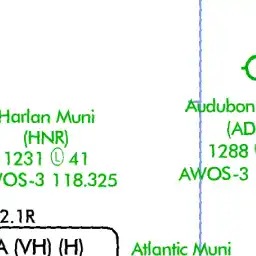 Harlan Muni
(HNR)
1231 Ⓛ 41
AWOS-3 118.325
Audubon
(AD
1288
AWOS-3
2.1R
A (VH) (H)
Atlantic Muni